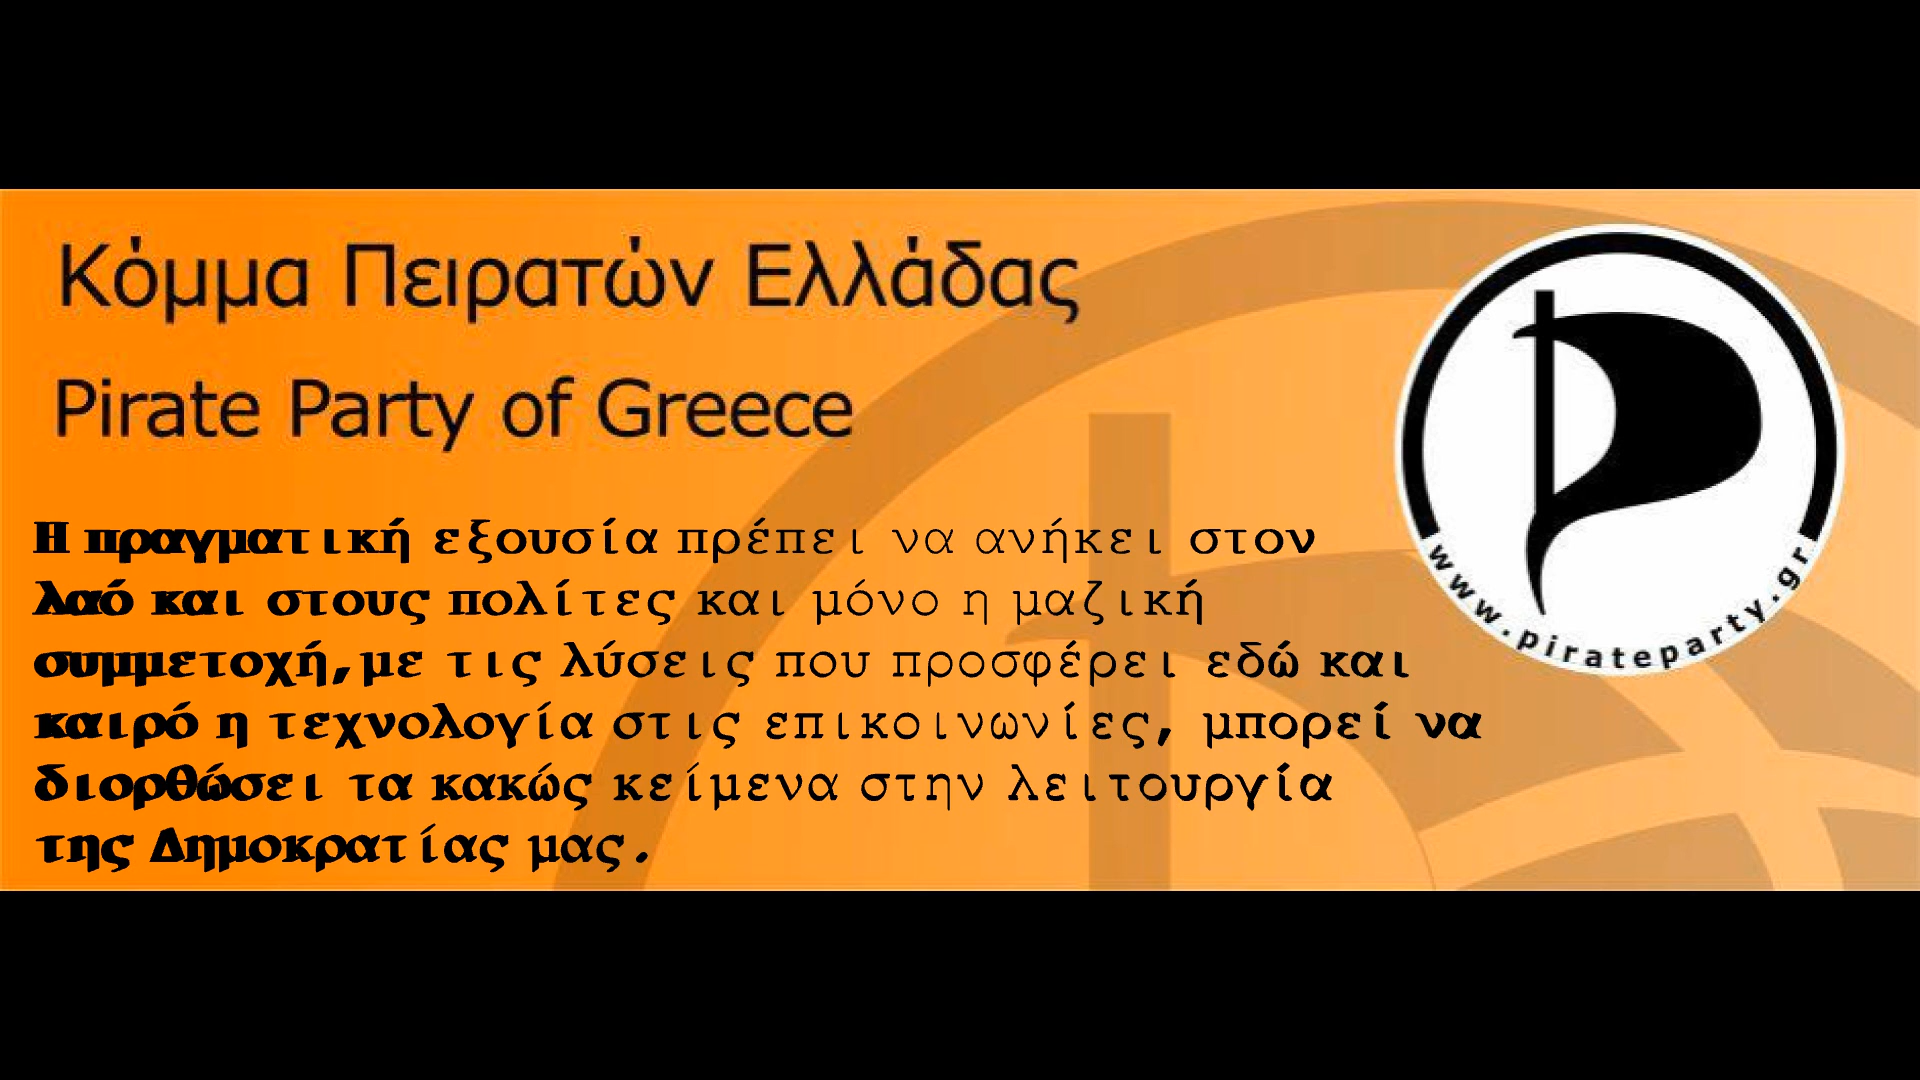 Κόμμα Πειρατών Ελλάδας
Pirate Party of Greece
Η πραγματική εξουσία πρέπει να ανήκει στον
λαό και στους πολίτες και μόνο η μαζική
συμμετοχή,με τις λύσεις που προσφέρει εδώ και
καιρό η τεχνολογία στις επικοινωνίες, μπορεί να
διορθώσει τα κακώς κείμενα στην λειτουργία
της Δημοκρατίας μας.
www.pirateparty.gr